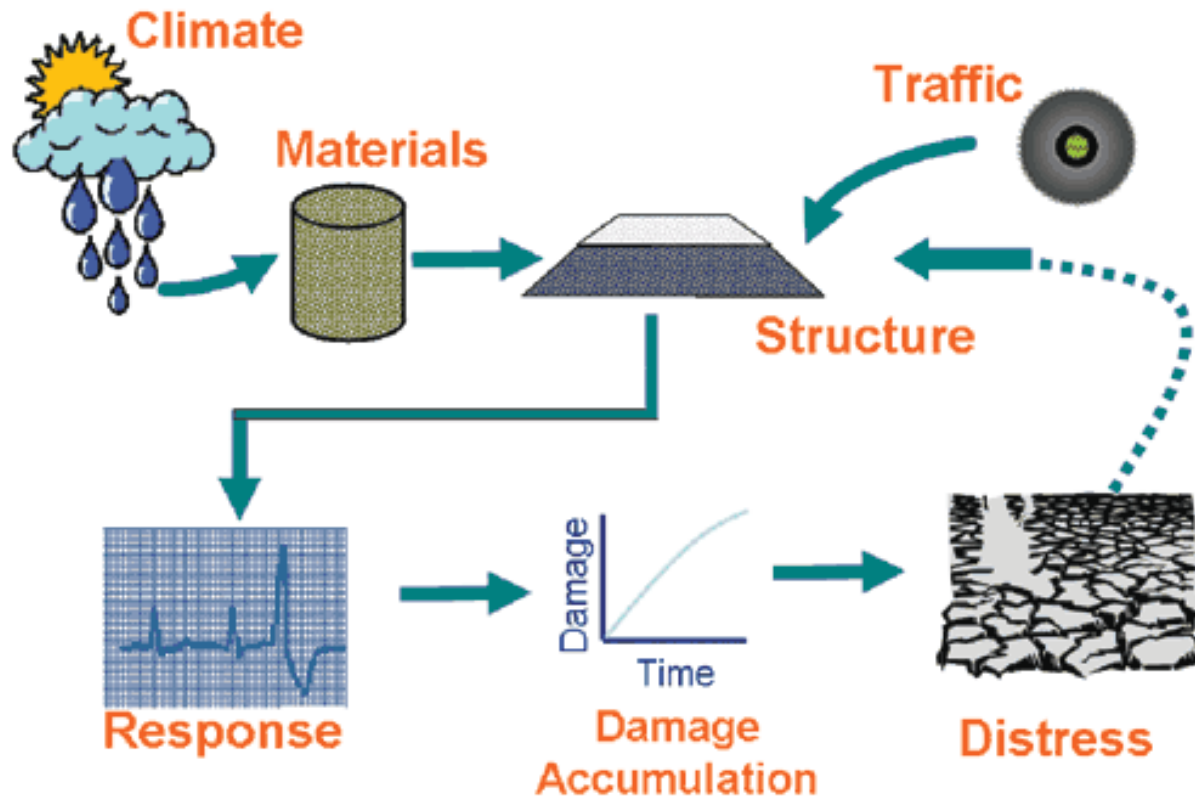 Climate
Traffic
Materials
Structure
Damage
Time
Response
Damage
Accumulation
Distress